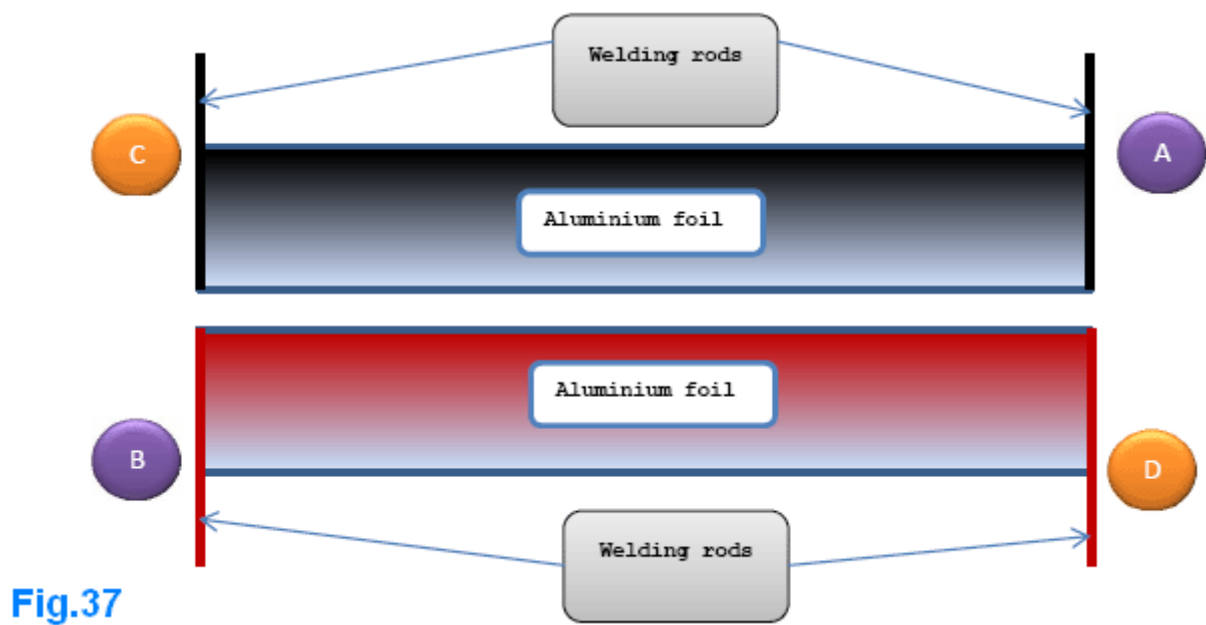 Welding rods
C
A
Aluminium foil
Aluminium foil
B
D
Welding rods
Fig.37